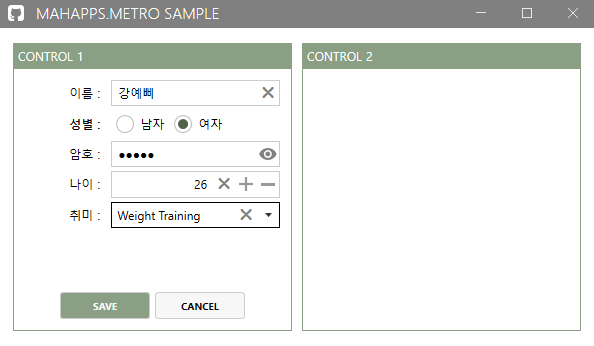 MAHAPPS.METRO SAMPLE
CONTROL 1
이름 : 강예삐
성별 : 남자 여자
암호 : ●●●●●
나이 : 26
취미 : Weight Training
SAVE CANCEL
CONTROL 2